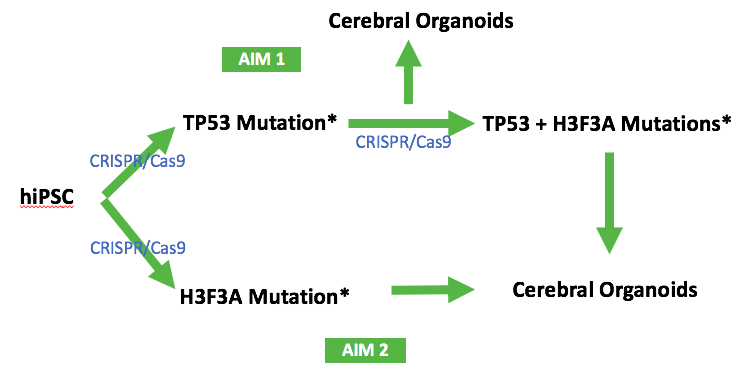 Cerebral Organoids
AIM 1
TP53 Mutation*
TP53 + H3F3A Mutations*
CRISPR/Cas9
CRISPR/Cas9
hiPSC
CRISPR/Cas9
H3F3A Mutation*
Cerebral Organoids
AIM 2